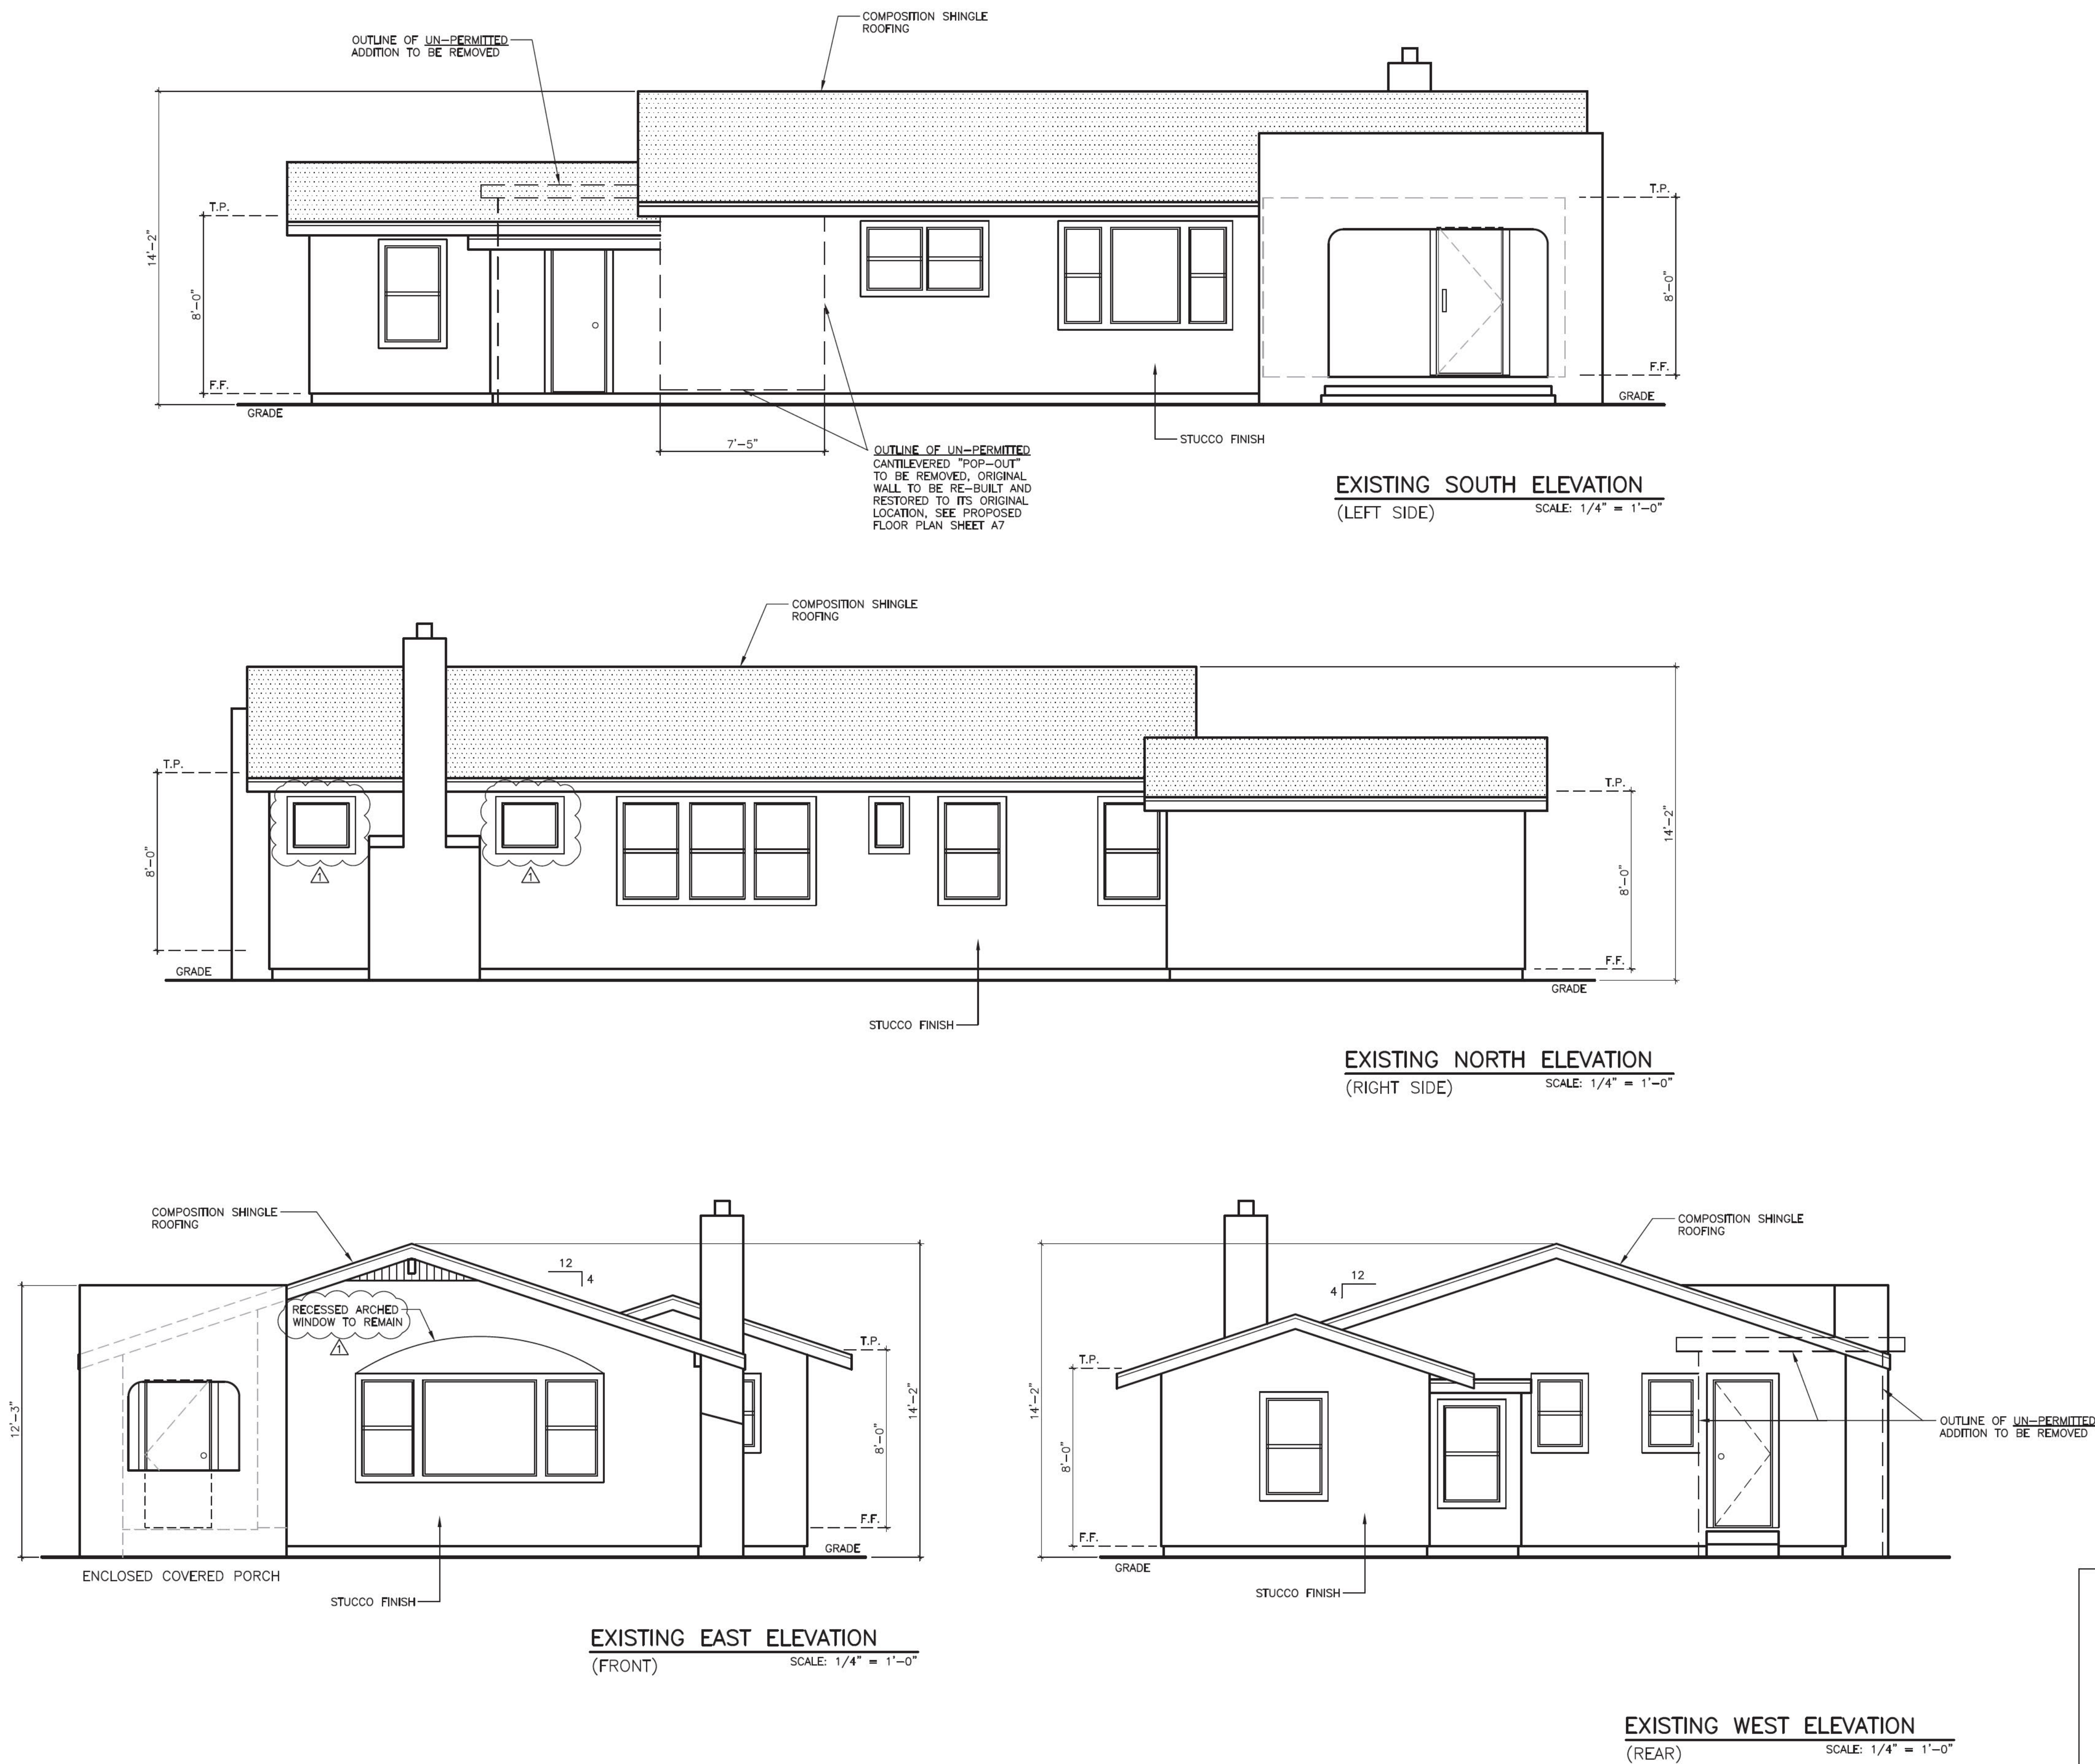 COMPOSITION SHINGLE
ROOFING
OUTLINE OF UN-PERMITTED
ADDITION TO BE REMOVED
14'-2"
T.P.
8'-0"
F.F.
GRADE
T.P.
8'-0"
F.F.
GRADE
7'-5"
STUCCO FINISH
OUTLINE OF UN-PERMITTED
CANTILEVERED "POP-OUT"
TO BE REMOVED, ORIGINAL
WALL TO BE RE-BUILT AND
RESTORED TO ITS ORIGINAL
LOCATION, SEE PROPOSED
FLOOR PLAN SHEET A7
EXISTING SOUTH ELEVATION
(LEFT SIDE)
SCALE: 1/4" = 1'-0"
COMPOSITION SHINGLE
ROOFING
T.P.
8'-0"
GRADE
1
1
T.P.
14'-2"
8'-0"
F.F.
GRADE
STUCCO FINISH
EXISTING NORTH ELEVATION
(RIGHT SIDE)
SCALE: 1/4" = 1'-0"
COMPOSITION SHINGLE
ROOFING
12
4
RECESSED ARCHED
WINDOW TO REMAIN
1
12'-3"
T.P.
14'-2"
8'-0"
F.F.
GRADE
ENCLOSED COVERED PORCH
STUCCO FINISH
EXISTING EAST ELEVATION
(FRONT)
SCALE: 1/4" = 1'-0"
COMPOSITION SHINGLE
ROOFING
12
4
T.P.
14'-2"
8'-0"
F.F.
GRADE
OUTLINE OF UN-PERMITTED
ADDITION TO BE REMOVED
STUCCO FINISH
EXISTING WEST ELEVATION
(REAR)
SCALE: 1/4" = 1'-0"